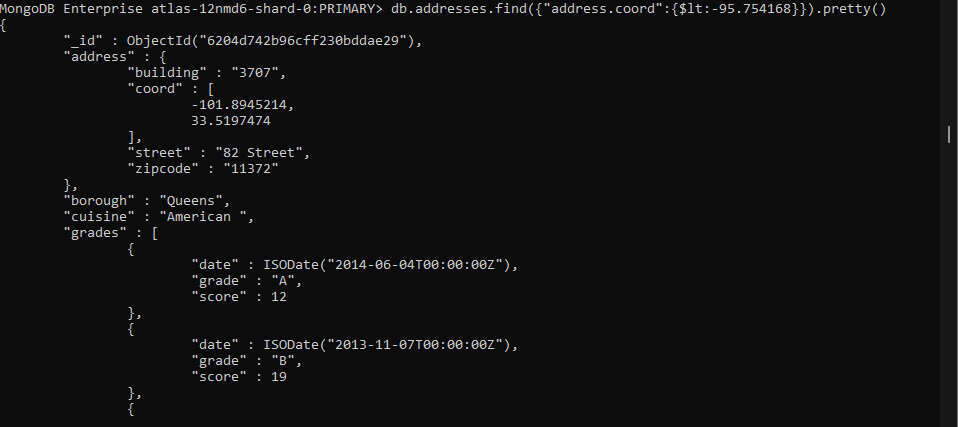 MongoDB Enterprise atlas-12nmd6-shard-0:PRIMARY> db.addresses.find({"address.coord":{$lt:-95.754168}}).pretty()
{
        "_id" : ObjectId("6204d742b96cff230bddae29"),
        "address" : {
                "building" : "3707",
                "coord" : [
                        -101.8945214,
                        33.5197474
                ],
                "street" : "82 Street",
                "zipcode" : "11372"
        },
        "borough" : "Queens",
        "cuisine" : "American ",
        "grades" : [
                {
                        "date" : ISODate("2014-06-04T00:00:00Z"),
                        "grade" : "A",
                        "score" : 12
                },
                {
                        "date" : ISODate("2013-11-07T00:00:00Z"),
                        "grade" : "B",
                        "score" : 19
                },
                {